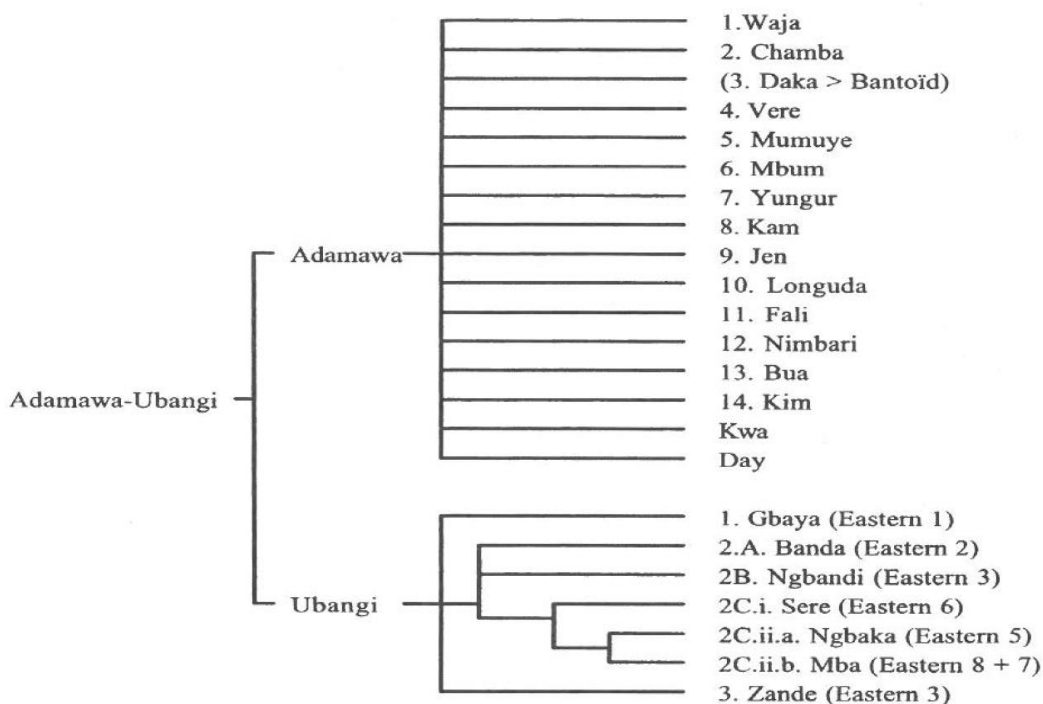 1.Waja
2. Chamba
(3. Daka > Bantoïd)
4. Vere
5. Mumuye
6. Mbum
7. Yungur
8. Kam
Adamawa
9. Jen
10. Longuda
11. Fali
12. Nimbari
13. Bua
Adamawa-Ubangi
14. Kim
Kwa
Day
1. Gbaya (Eastern 1)
2.A. Banda (Eastern 2)
2B. Ngbandi (Eastern 3)
Ubangi
2C.i. Sere (Eastern 6)
2C.ii.a. Ngbaka (Eastern 5)
2C.ii.b. Mba (Eastern 8 + 7)
3. Zande (Eastern 3)